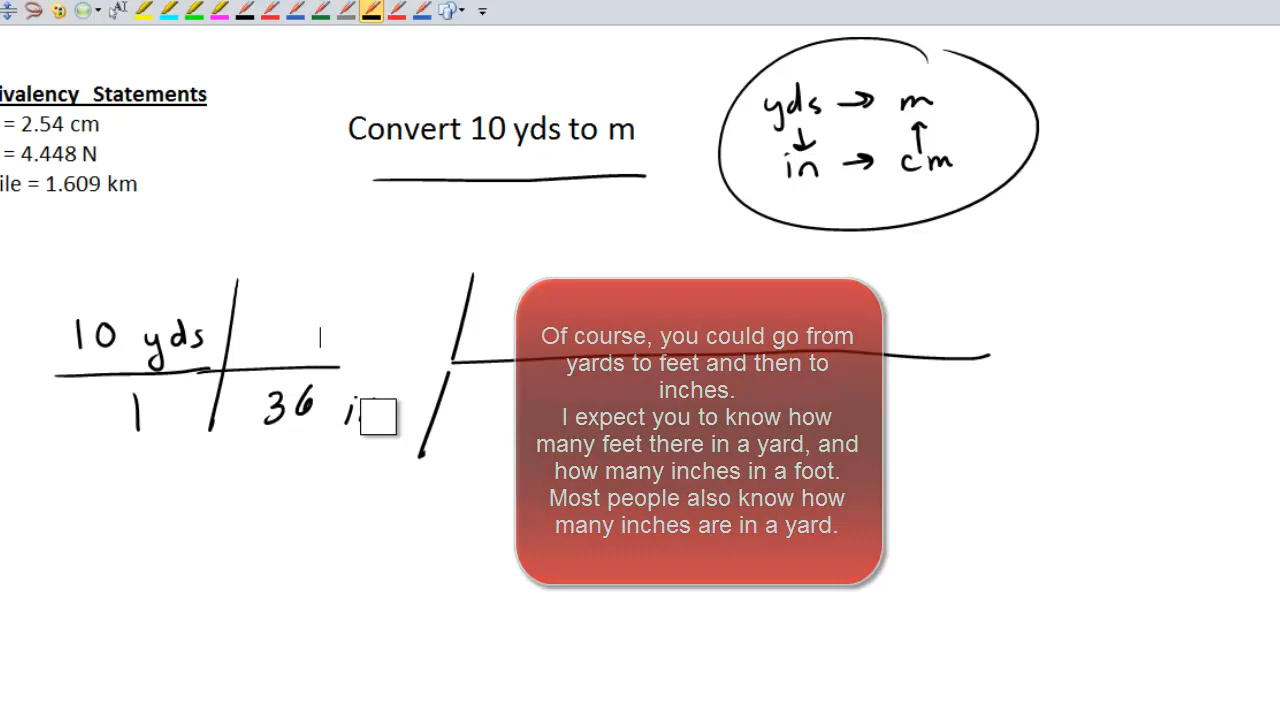 ivalency Statements
= 2.54 cm
= 4.448 N
ile = 1.609 km
Convert 10 yds to m
yds → m
↓ ↑
in → cm
10 yds 1
1 36 i
Of course, you could go from
yards to feet and then to
inches.
I expect you to know how
many feet there in a yard, and
how many inches in a foot.
Most people also know how
many inches are in a yard.